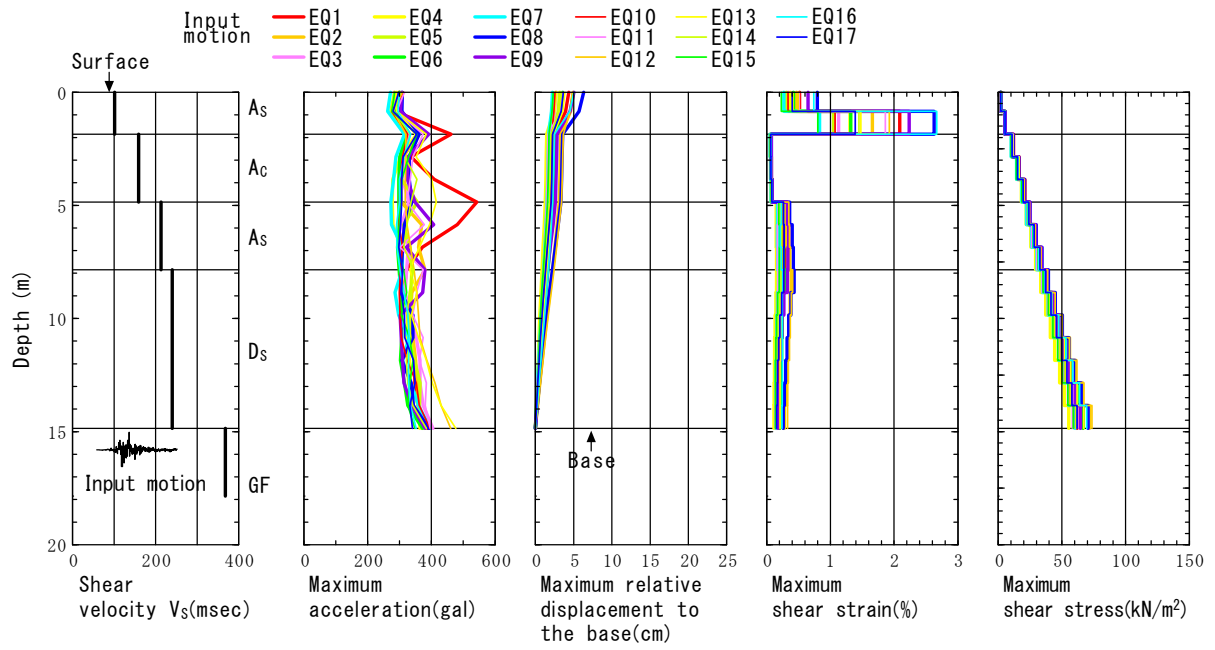 Input motion
EQ1 EQ4 EQ7 EQ10 EQ13 EQ16
EQ2 EQ5 EQ8 EQ11 EQ14 EQ17
EQ3 EQ6 EQ9 EQ12 EQ15
Surface
Depth (m)
0
5
10
15
20
As
Ac
As
Ds
GF
Input motion
Base
0 200 400
0 200 400 600
0 5 10 15 20 25
0 1 2 3
0 50 100 150
Shear
velocity VS(msec)
Maximum
acceleration(gal)
Maximum relative
displacement to
the base(cm)
Maximum
shear strain(%)
Maximum
shear stress(kN/m²)